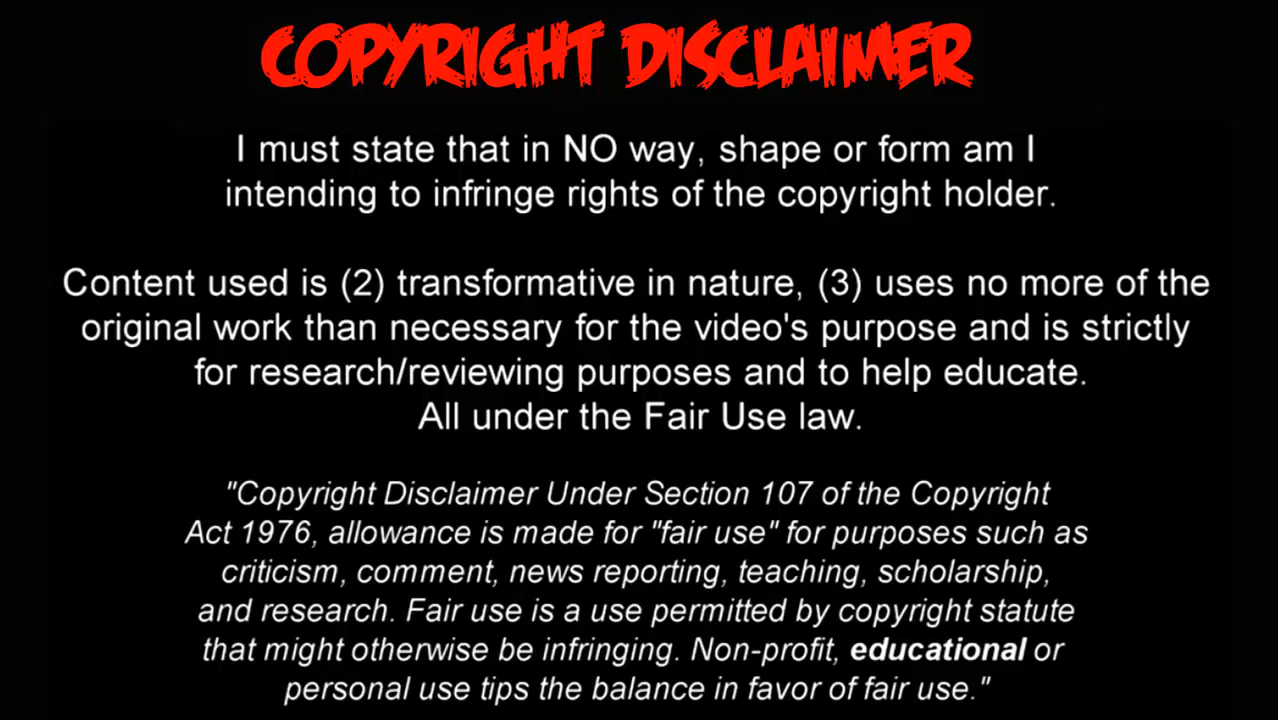 COPYRIGHT DISCLAIMER
I must state that in NO way, shape or form am I
intending to infringe rights of the copyright holder.
Content used is (2) transformative in nature, (3) uses no more of the
original work than necessary for the video's purpose and is strictly
for research/reviewing purposes and to help educate.
All under the Fair Use law.
"Copyright Disclaimer Under Section 107 of the Copyright
Act 1976, allowance is made for "fair use" for purposes such as
criticism, comment, news reporting, teaching, scholarship,
and research. Fair use is a use permitted by copyright statute
that might otherwise be infringing. Non-profit, educational or
personal use tips the balance in favor of fair use."